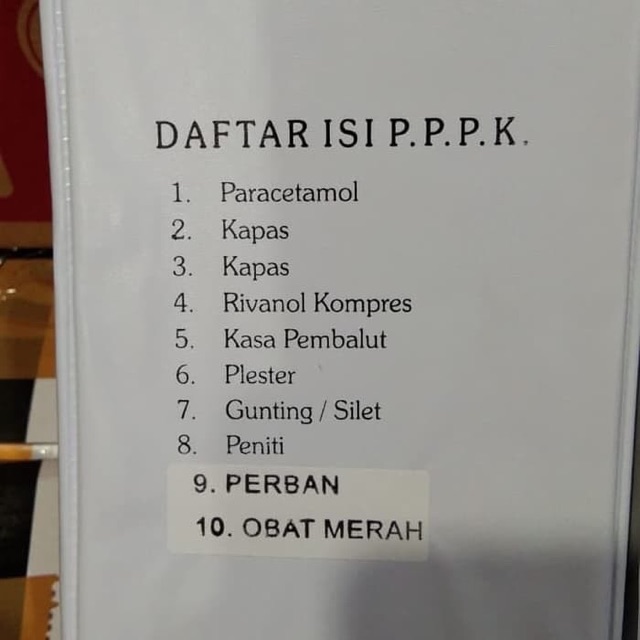 DAFTAR ISI P.P.P.K.
1. Paracetamol
2. Kapas
3. Kapas
4. Rivanol Kompres
5. Kasa Pembalut
6. Plester
7. Gunting / Silet
8. Peniti
9. PERBAN
10. OBAT MERAH